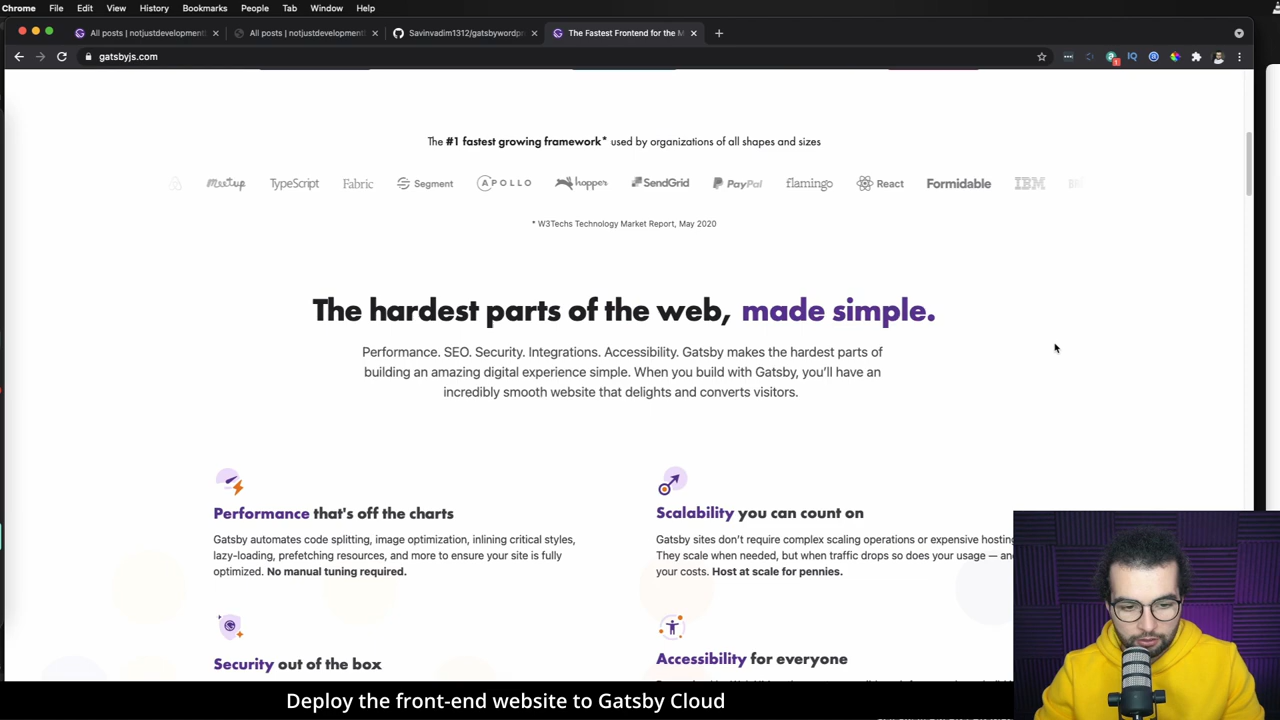 Chrome File Edit View History Bookmarks People Tab Window Help
All posts | notjustdevelopment
All posts | notjustdevelopment
Savinvadim1312/gatsbywordpr
The Fastest Frontend for the M
gatsbyjs.com
The #1 fastest growing framework* used by organizations of all shapes and sizes
Meetup TypeScript Fabric Segment APOLLO hopper SendGrid PayPal flamingo React Formidable IBM
* W3Techs Technology Market Report, May 2020
The hardest parts of the web, made simple.
Performance. SEO. Security. Integrations. Accessibility. Gatsby makes the hardest parts of
building an amazing digital experience simple. When you build with Gatsby, you'll have an
incredibly smooth website that delights and converts visitors.
Performance that's off the charts
Gatsby automates code splitting, image optimization, inlining critical styles,
lazy-loading, prefetching resources, and more to ensure your site is fully
optimized. No manual tuning required.
Scalability you can count on
Gatsby sites don't require complex scaling operations or expensive hosting
They scale when needed, but when traffic drops so does your usage — and
your costs. Host at scale for pennies.
Security out of the box
Accessibility for everyone
Deploy the front-end website to Gatsby Cloud